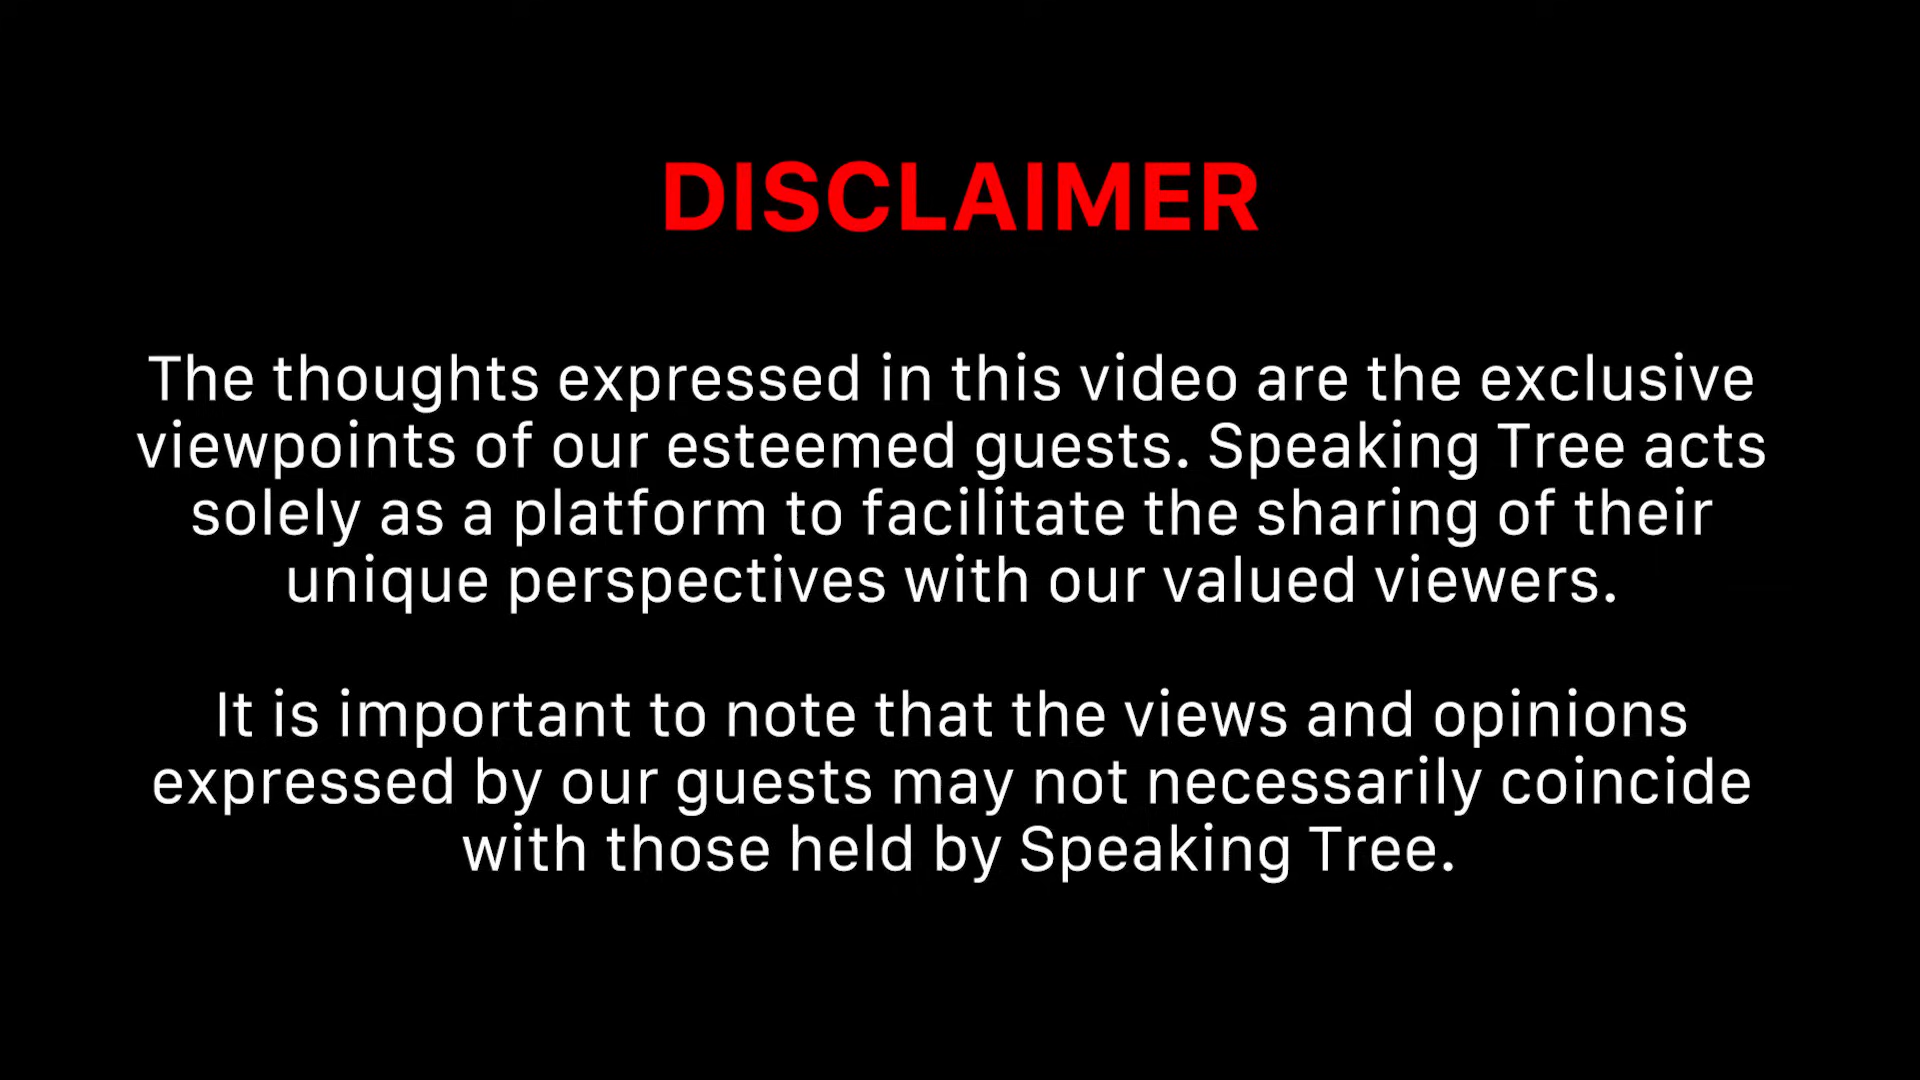 DISCLAIMER
The thoughts expressed in this video are the exclusive
viewpoints of our esteemed guests. Speaking Tree acts
solely as a platform to facilitate the sharing of their
unique perspectives with our valued viewers.
It is important to note that the views and opinions
expressed by our guests may not necessarily coincide
with those held by Speaking Tree.